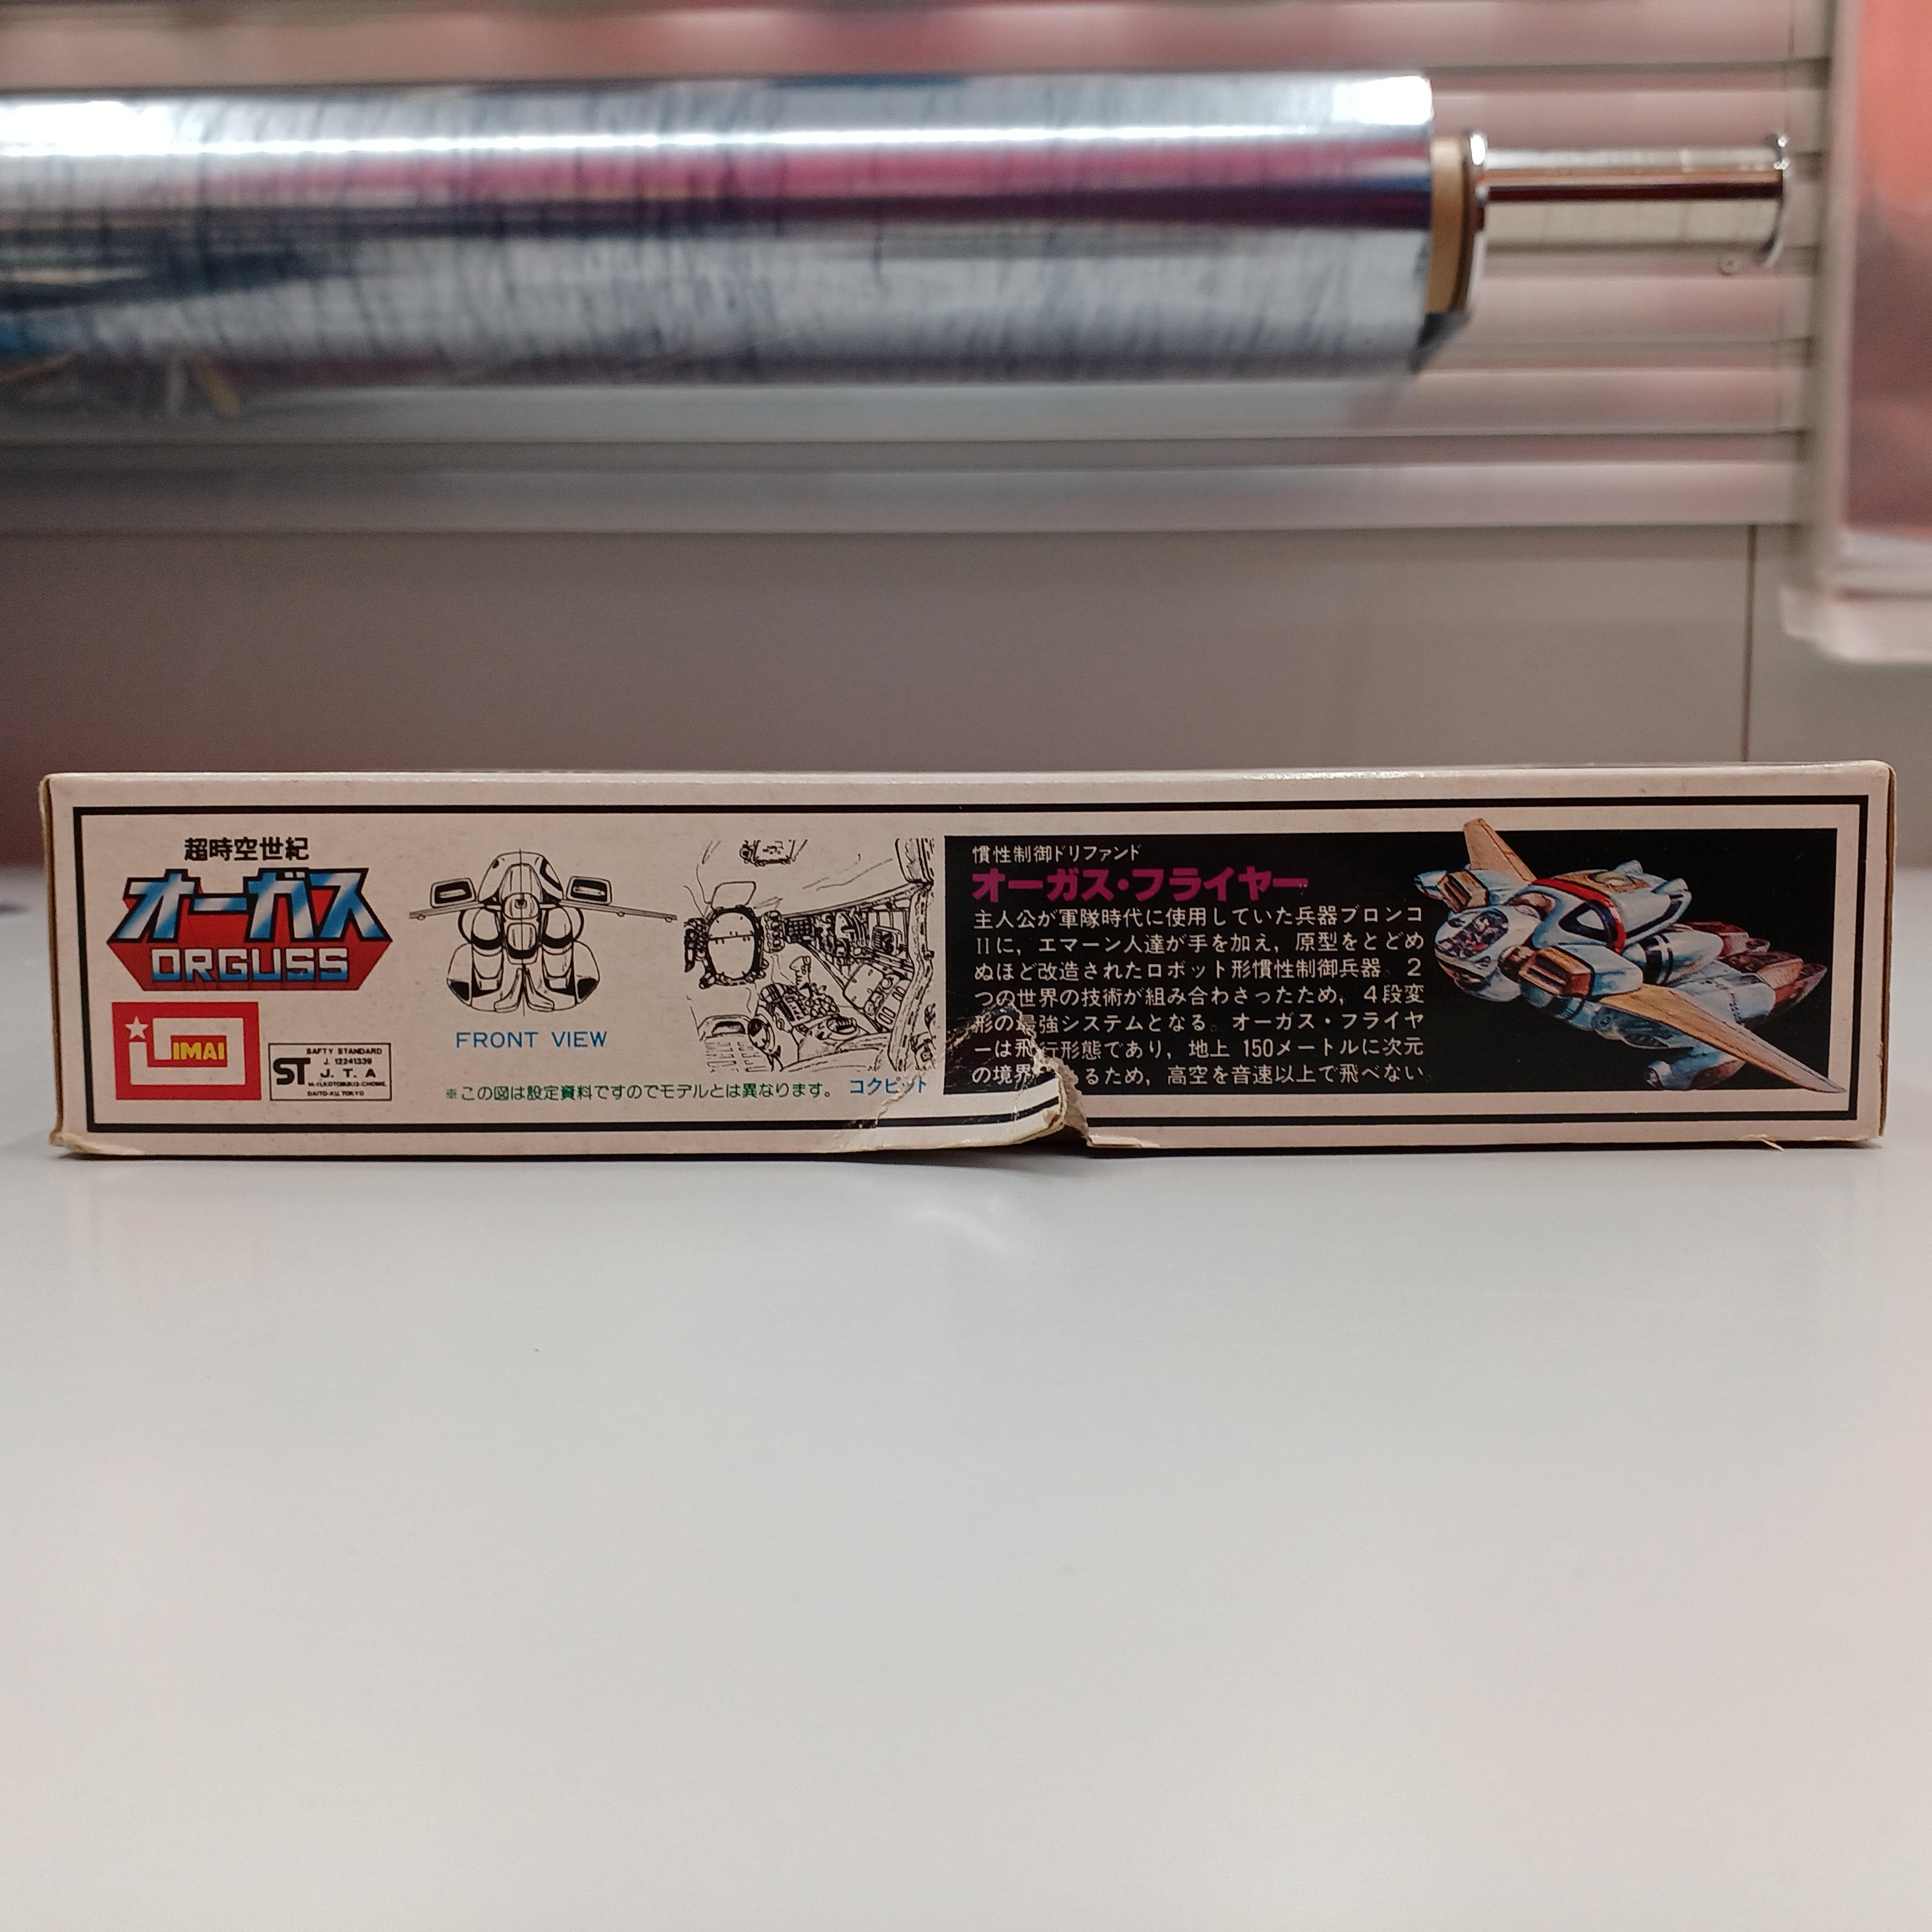 超時空世紀
オーガス
ORGUSS
IMAI
ST
SAFTY STANDARD
J. 12241339
J. T. A
DAITO-KU, TOKYO
FRONT VIEW
※この図は設定資料ですのでモデルとは異なります。
コクピット
慣性制御ドリファンド
オーガス・フライヤー
主人公が軍隊時代に使用していた兵器ブロンコ
IIに，エマーン人達が手を加え，原型をとどめ
ぬほど改造されたロボット形慣性制御兵器。2
つの世界の技術が組み合わさったため，4段変
形の最強システムとなる。オーガス・フライヤ
ーは飛行形態であり，地上 150メートルに次元
の境界 るため，高空を音速以上で飛べない。